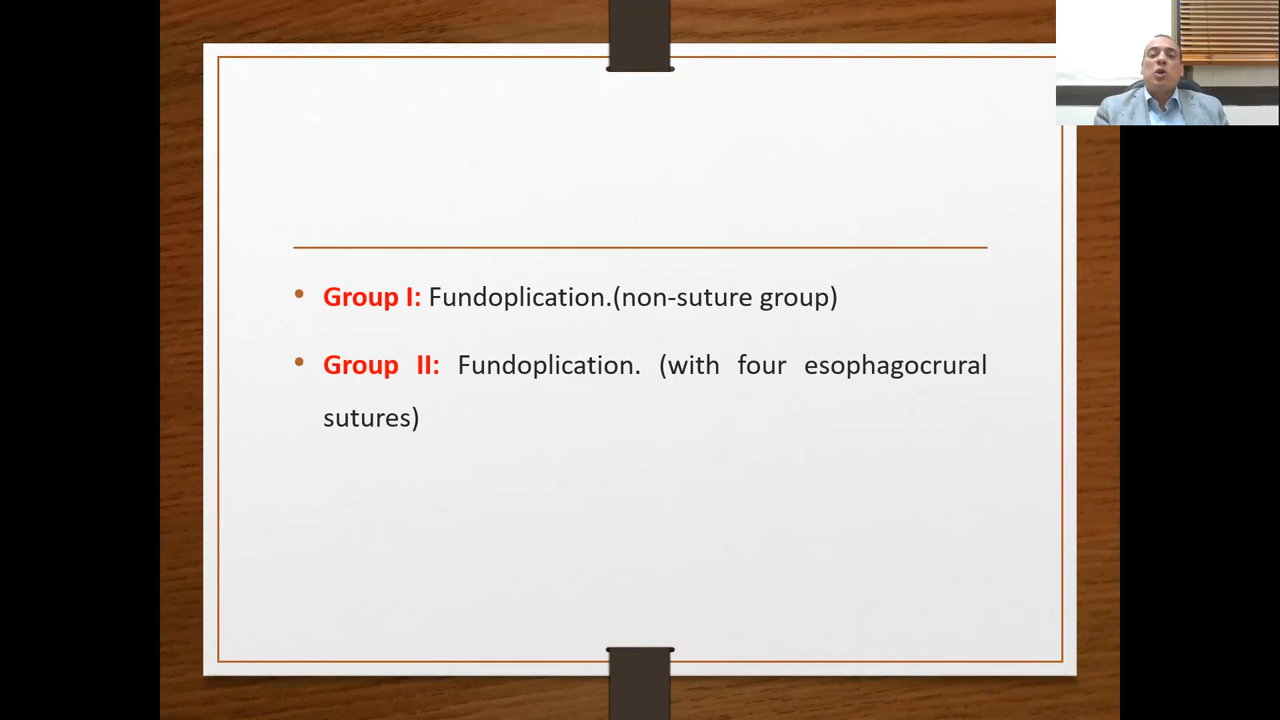 • Group I: Fundoplication.(non-suture group)
• Group II: Fundoplication. (with four esophagocrural
sutures)